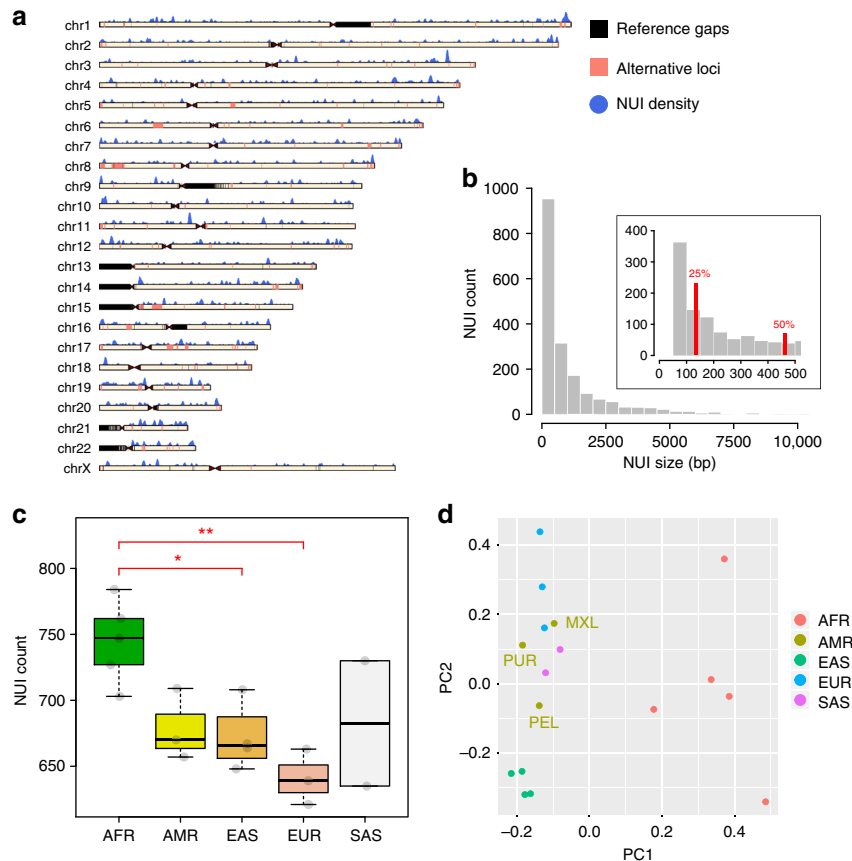 a
chr1
chr2
chr3
chr4
chr5
chr6
chr7
chr8
chr9
chr10
chr11
chr12
chr13
chr14
chr15
chr16
chr17
chr18
chr19
chr20
chr21
chr22
chrX
Reference gaps
Alternative loci
NUI density
b
1000
800
600
400
200
0
NUI count
0 2500 5000 7500 10,000
NUI size (bp)
400
300
200
100
0
25%
50%
0 100 200 300 400 500
c
**
*
800
750
700
650
NUI count
AFR AMR EAS EUR SAS
d
0.4
0.2
0.0
−0.2
PC2
MXL
PUR
PEL
−0.2 0.0 0.2 0.4
PC1
AFR
AMR
EAS
EUR
SAS